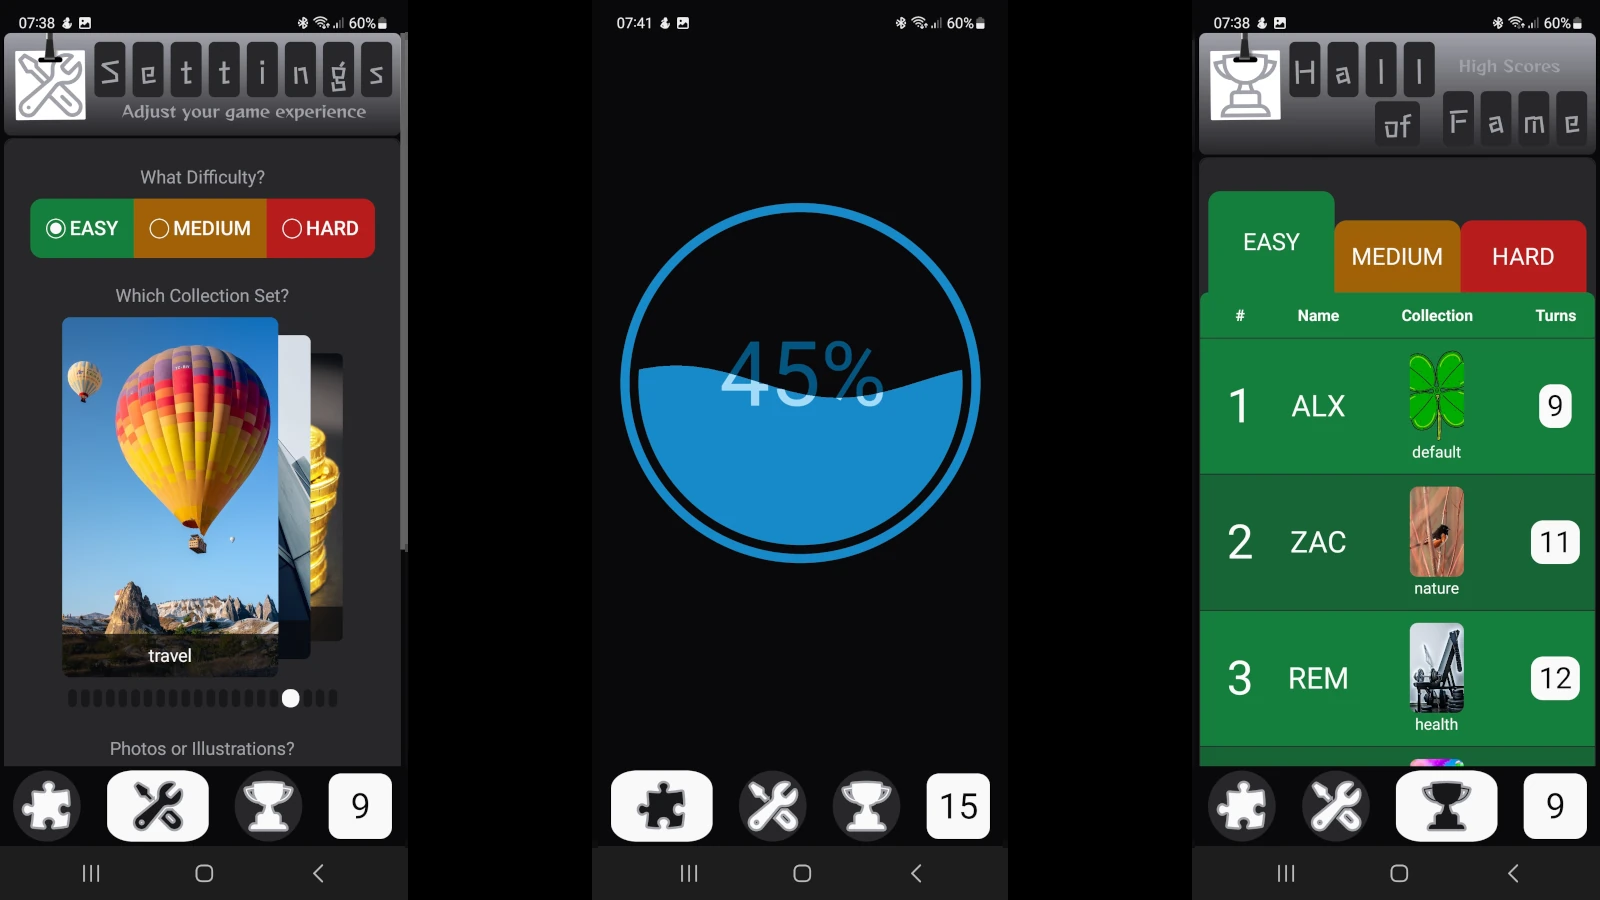 07:38
60%
Settings
Adjust your game experience
What Difficulty?
EASY MEDIUM HARD
Which Collection Set?
travel
Photos or Illustrations?
9
07:41
60%
45%
15
07:38
60%
Hall
High Scores
of Fame
EASY
MEDIUM HARD
# Name Collection Turns
1 ALX 9
default
2 ZAC 11
nature
3 REM 12
health
9